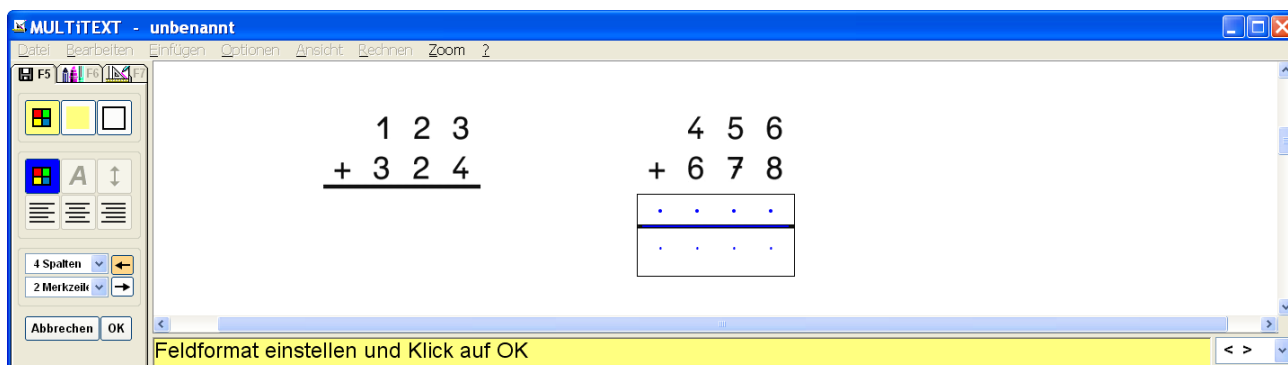 MULTiTEXT - unbenannt
Datei Bearbeiten Einfügen Optionen Ansicht Rechnen Zoom ?
F5 F6 F7
1 2 3
+ 3 2 4
4 5 6
+ 6 7 8
A
4 Spalten
2 Merkzeile
Abbrechen OK
Feldformat einstellen und Klick auf OK
< >